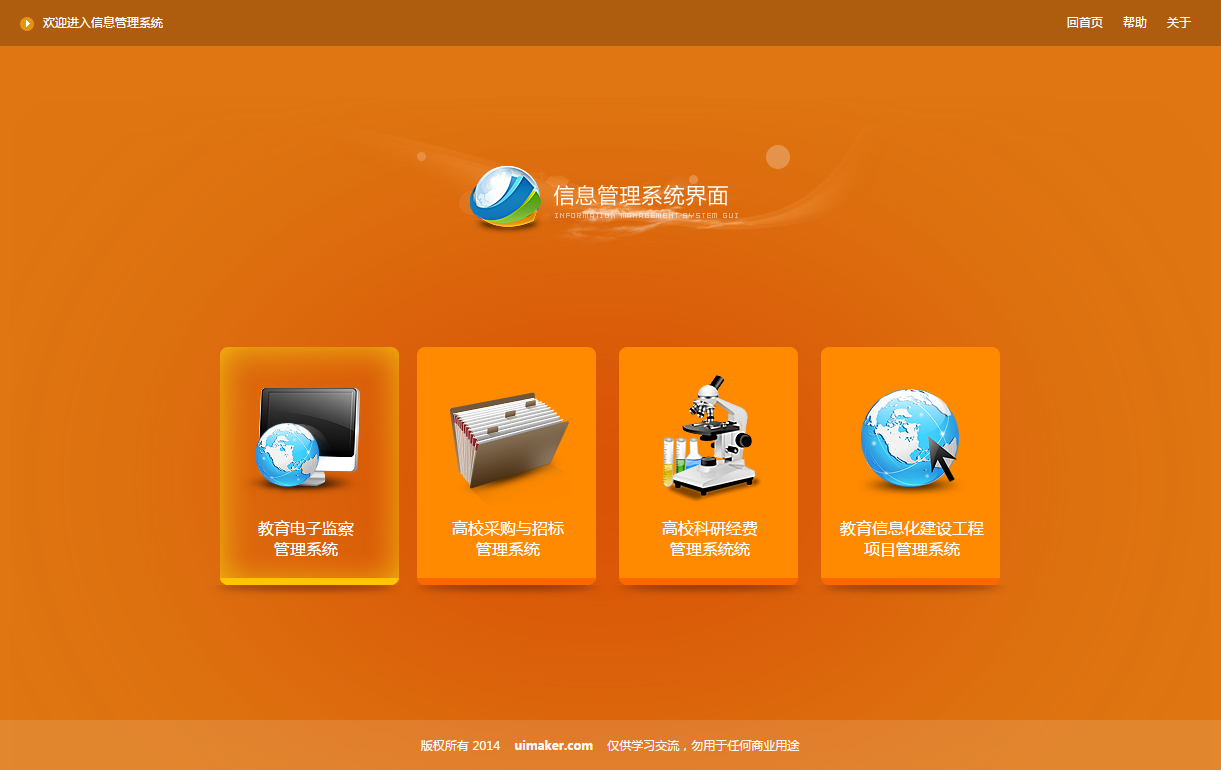 欢迎进入信息管理系统
回首页 帮助 关于
信息管理系统界面
INFORMATION MANAGEMENT SYSTEM GUI
教育电子监察
管理系统
高校采购与招标
管理系统
高校科研经费
管理系统统
教育信息化建设工程
项目管理系统
版权所有 2014 uimaker.com 仅供学习交流，勿用于任何商业用途